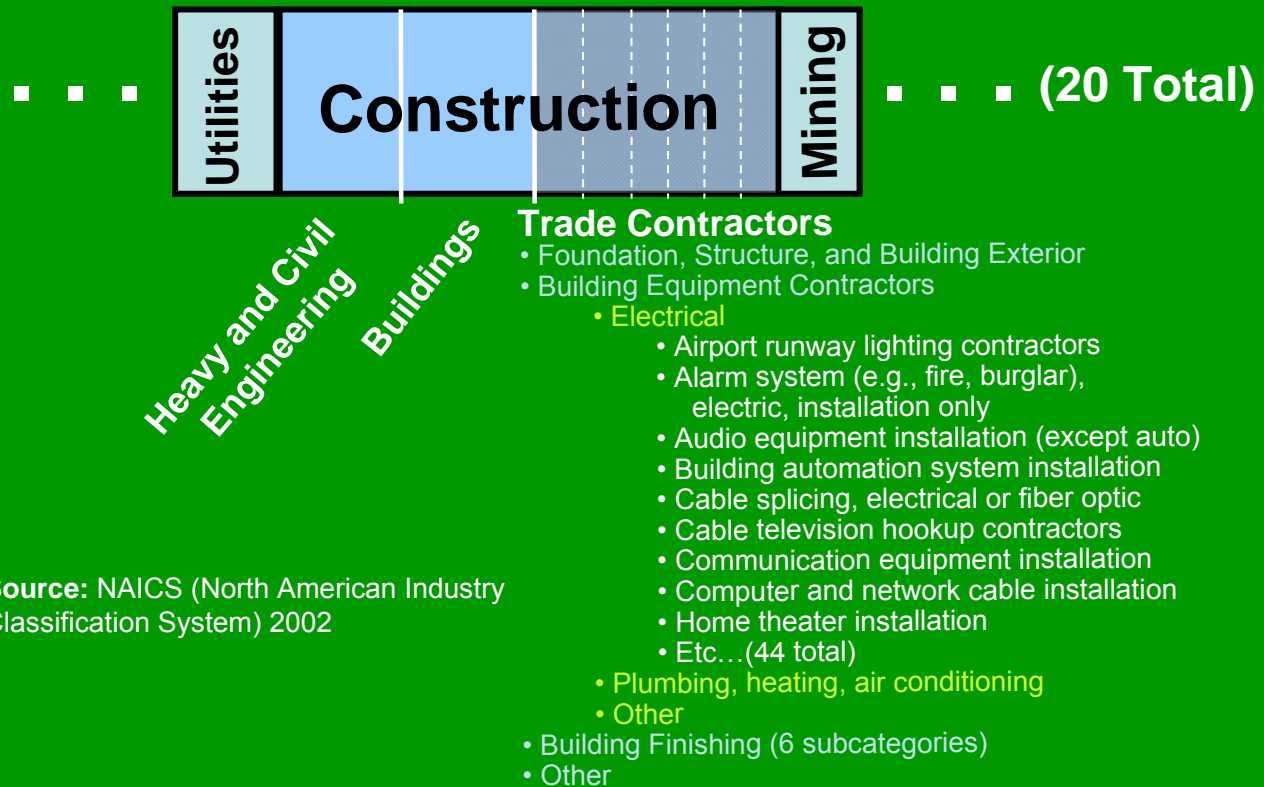 Utilities
Construction
Mining
(20 Total)
Heavy and Civil
Engineering
Buildings
Trade Contractors
• Foundation, Structure, and Building Exterior
• Building Equipment Contractors
• Electrical
• Airport runway lighting contractors
• Alarm system (e.g., fire, burglar),
electric, installation only
• Audio equipment installation (except auto)
• Building automation system installation
• Cable splicing, electrical or fiber optic
• Cable television hookup contractors
• Communication equipment installation
• Computer and network cable installation
• Home theater installation
• Etc…(44 total)
• Plumbing, heating, air conditioning
• Other
• Building Finishing (6 subcategories)
• Other
Source: NAICS (North American Industry
Classification System) 2002